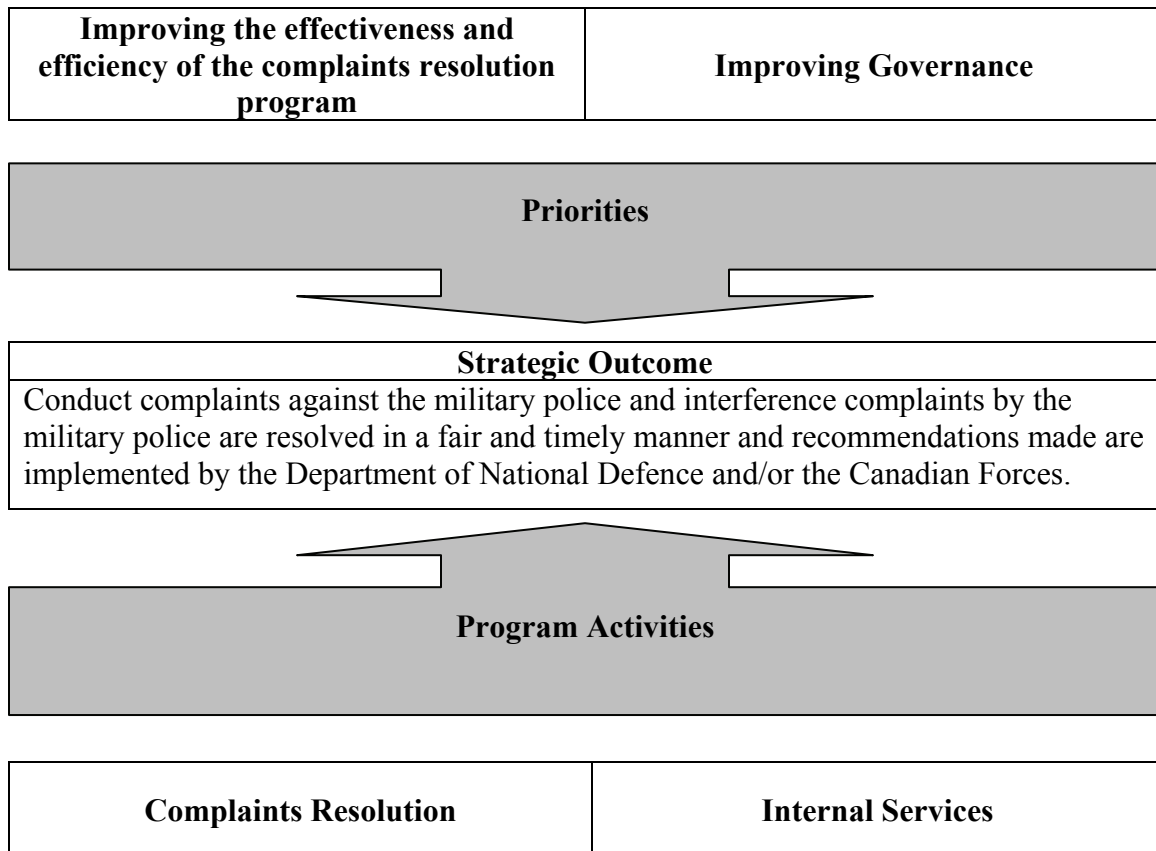 Improving the effectiveness and
efficiency of the complaints resolution
program
Improving Governance
Priorities
Strategic Outcome
Conduct complaints against the military police and interference complaints by the
military police are resolved in a fair and timely manner and recommendations made are
implemented by the Department of National Defence and/or the Canadian Forces.
Program Activities
Complaints Resolution
Internal Services